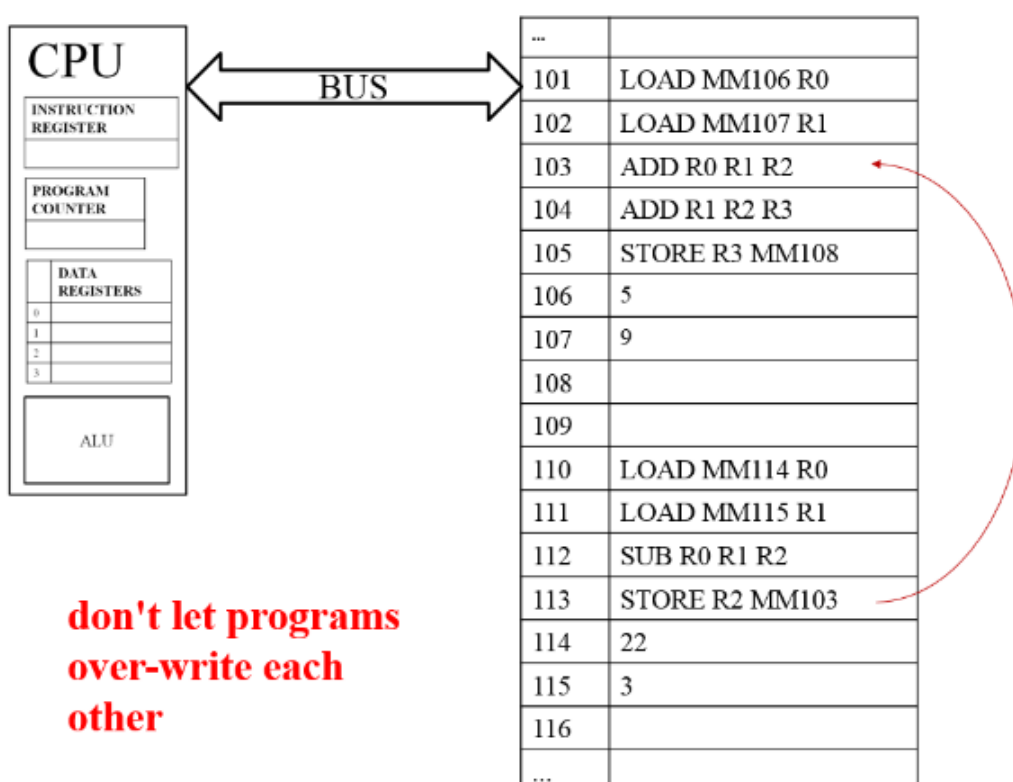 CPU
INSTRUCTION
REGISTER
PROGRAM
COUNTER
DATA
REGISTERS
0
1
2
3
ALU
BUS
...
101 LOAD MM106 R0
102 LOAD MM107 R1
103 ADD R0 R1 R2
104 ADD R1 R2 R3
105 STORE R3 MM108
106 5
107 9
108
109
110 LOAD MM114 R0
111 LOAD MM115 R1
112 SUB R0 R1 R2
113 STORE R2 MM103
114 22
115 3
116
...
don't let programs
over-write each
other